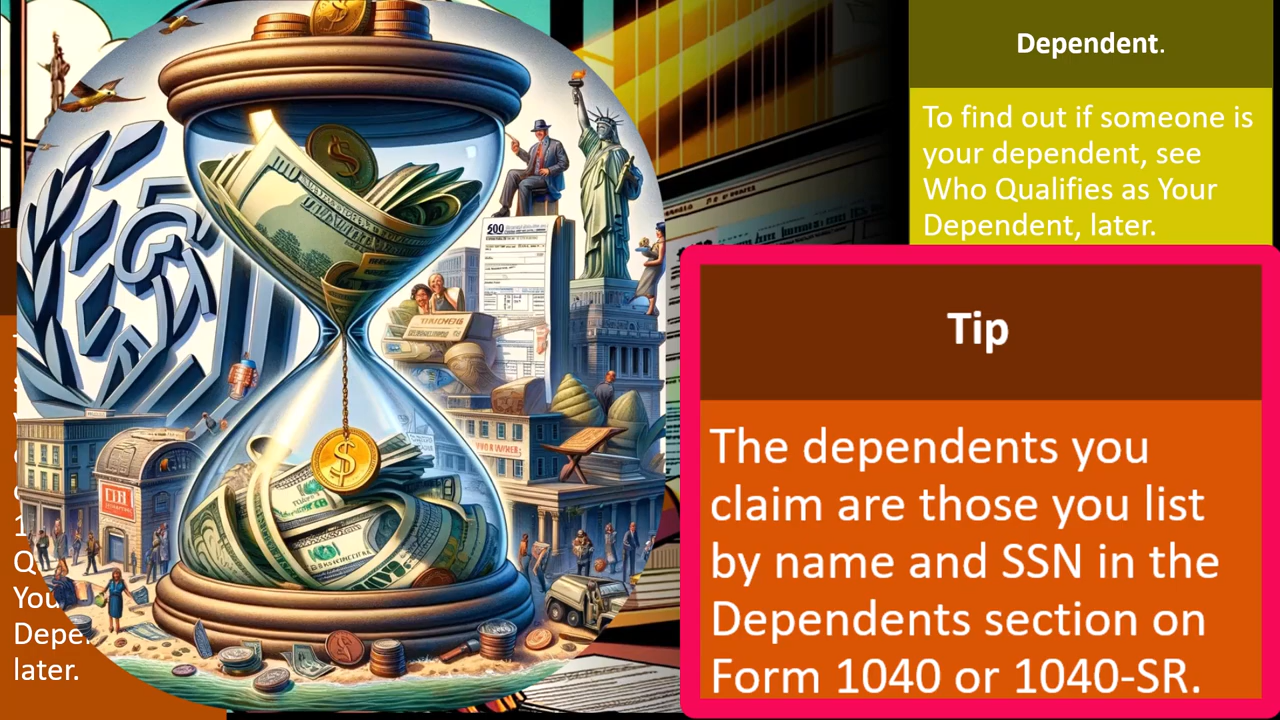 Dependent.
To find out if someone is
your dependent, see
Who Qualifies as Your
Dependent, later.
Tip
The dependents you
claim are those you list
by name and SSN in the
Dependents section on
Form 1040 or 1040-SR.
You
Depe
later.